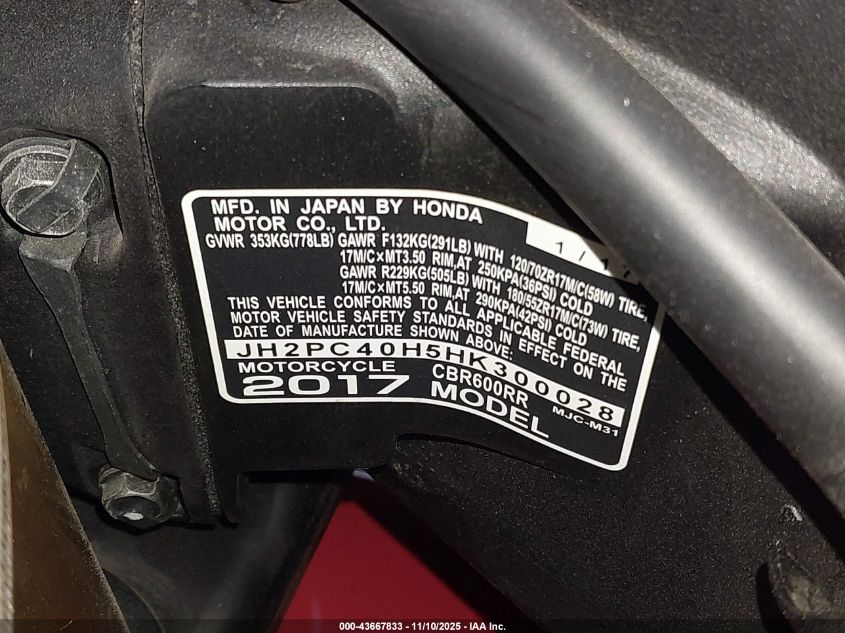 MFD. IN JAPAN BY HONDA
MOTOR CO., LTD.
1/17
GVWR 353KG(778LB) GAWR F132KG(291LB) WITH 120/70ZR17M/C(58W) TIRE,
17M/C×MT3.50 RIM,AT 250KPA(36PSI) COLD
GAWR R229KG(505LB) WITH 180/55ZR17M/C(73W) TIRE,
17M/C×MT5.50 RIM,AT 290KPA(42PSI) COLD
THIS VEHICLE CONFORMS TO ALL APPLICABLE FEDERAL
MOTOR VEHICLE SAFETY STANDARDS IN EFFECT ON THE
DATE OF MANUFACTURE SHOWN ABOVE:
JH2PC40H5HK300028
MOTORCYCLE CBR600RR MJC-M31
2017 MODEL
000-43667833 - 11/10/2025 - IAA Inc.